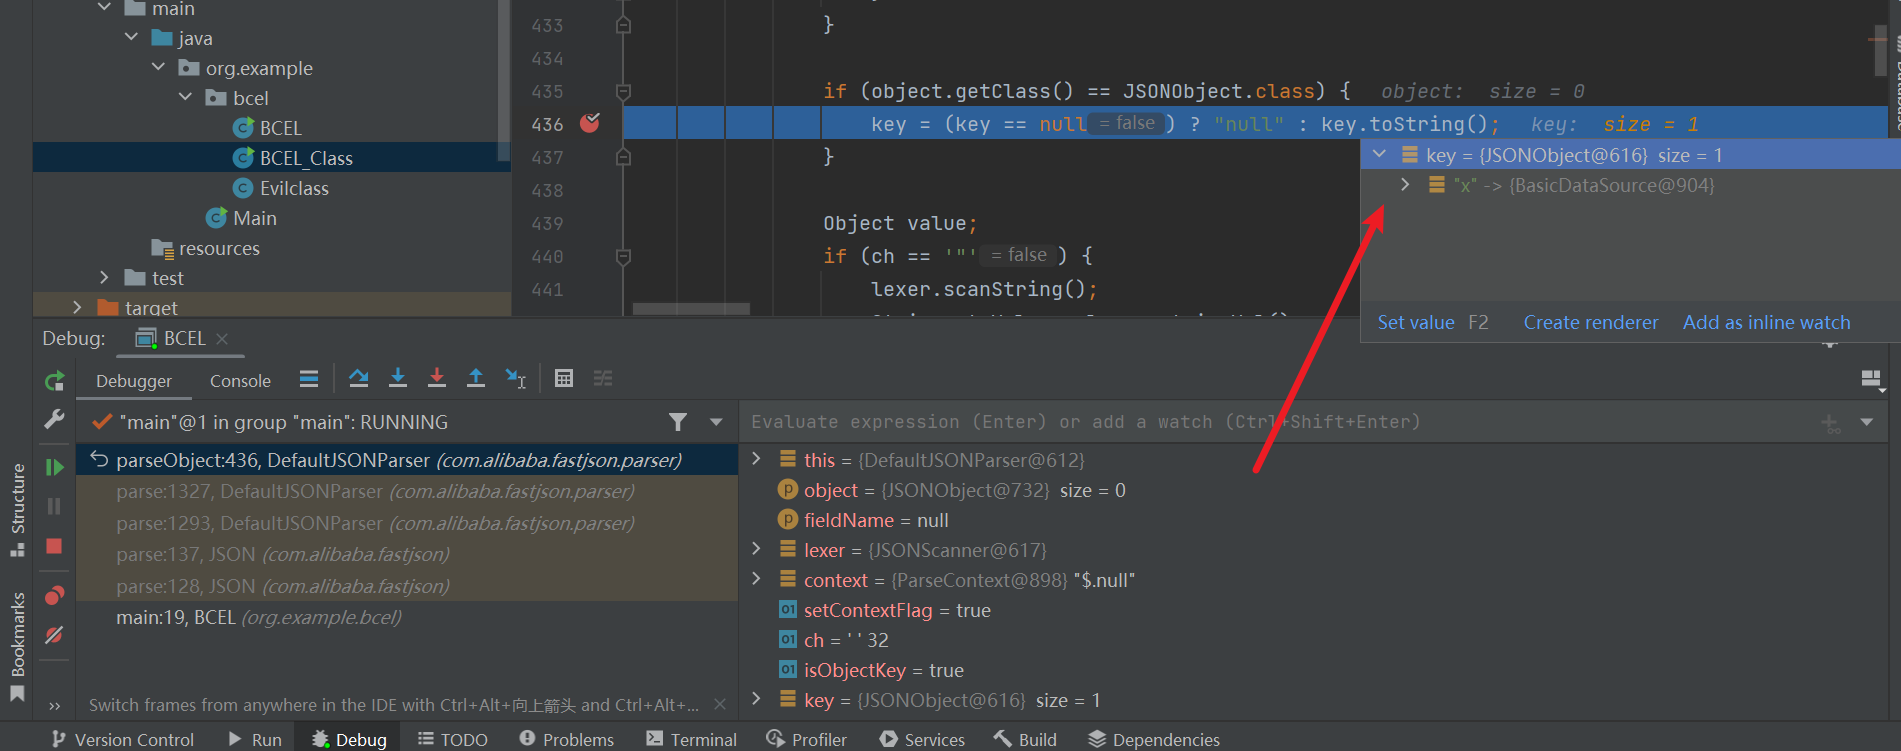 main
java
org.example
bcel
BCEL
BCEL_Class
Evilclass
Main
resources
test
target
433 }
434
435 if (object.getClass() == JSONObject.class) { object: size = 0
436 key = (key == null = false ) ? "null" : key.toString(); key: size = 1
437 }
438
439 Object value;
440 if (ch == '"' = false ) {
441 lexer.scanString();
key = {JSONObject@616} size = 1
"x" -> {BasicDataSource@904}
Set value F2 Create renderer Add as inline watch
Database
Debug: BCEL
Debugger Console
"main"@1 in group "main": RUNNING
Evaluate expression (Enter) or add a watch (Ctrl+Shift+Enter)
parseObject:436, DefaultJSONParser (com.alibaba.fastjson.parser)
parse:1327, DefaultJSONParser (com.alibaba.fastjson.parser)
parse:1293, DefaultJSONParser (com.alibaba.fastjson.parser)
parse:137, JSON (com.alibaba.fastjson)
parse:128, JSON (com.alibaba.fastjson)
main:19, BCEL (org.example.bcel)
this = {DefaultJSONParser@612}
object = {JSONObject@732} size = 0
fieldName = null
lexer = {JSONScanner@617}
context = {ParseContext@898} "$.null"
setContextFlag = true
ch = ' ' 32
isObjectKey = true
key = {JSONObject@616} size = 1
Switch frames from anywhere in the IDE with Ctrl+Alt+向上箭头 and Ctrl+Alt+...
Structure
Bookmarks
Version Control Run Debug TODO Problems Terminal Profiler Services Build Dependencies